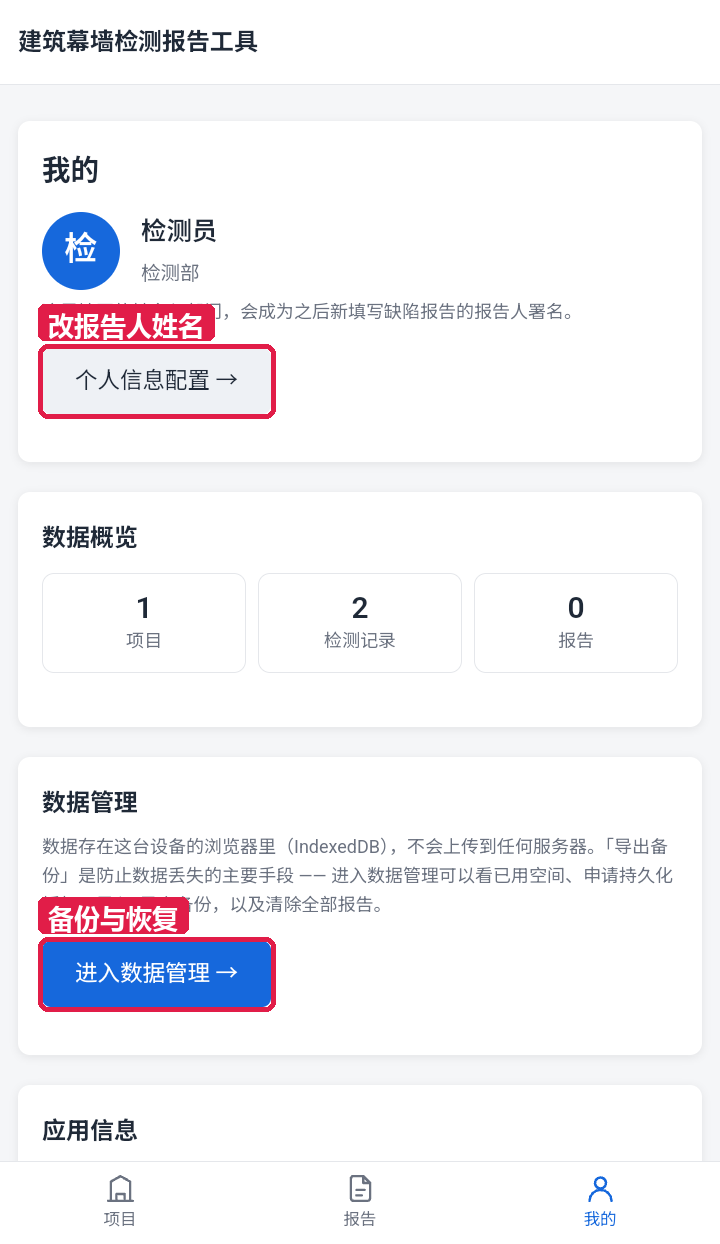 建筑幕墙检测报告工具
我的
检
检测员
检测部
，会成为之后新填写缺陷报告的报告人署名。
改报告人姓名
个人信息配置 →
数据概览
1
2
0
项目
检测记录
报告
数据管理
数据存在这台设备的浏览器里（IndexedDB），不会上传到任何服务器。「导出备
份」是防止数据丢失的主要手段 —— 进入数据管理可以看已用空间、申请持久化
份，以及清除全部报告。
备份与恢复
进入数据管理 →
应用信息
项目
报告
我的